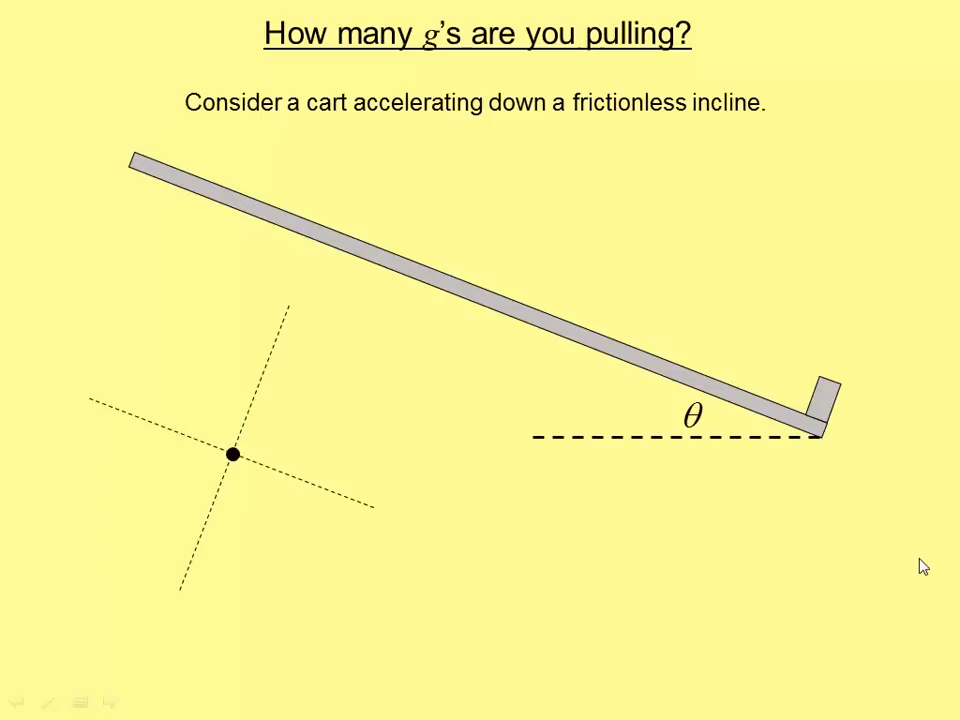 How many g’s are you pulling?
Consider a cart accelerating down a frictionless incline.
θ